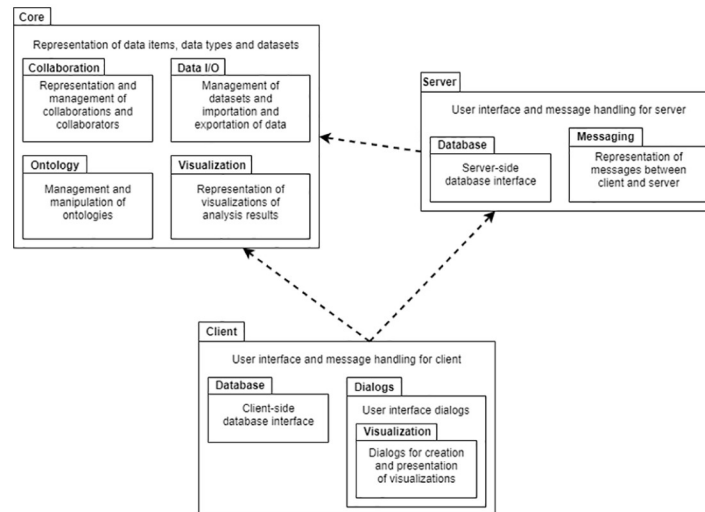 Core
Representation of data items, data types and datasets
Collaboration
Representation and
management of
collaborations and
collaborators
Data I/O
Management of
datasets and
importation and
exportation of data
Ontology
Management and
manipulation of
ontologies
Visualization
Representation of
visualizations of
analysis results
Server
User interface and message handling for server
Database
Server-side
database interface
Messaging
Representation of
messages between
client and server
Client
User interface and message handling for client
Database
Client-side
database interface
Dialogs
User interface dialogs
Visualization
Dialogs for creation
and presentation
of visualizations